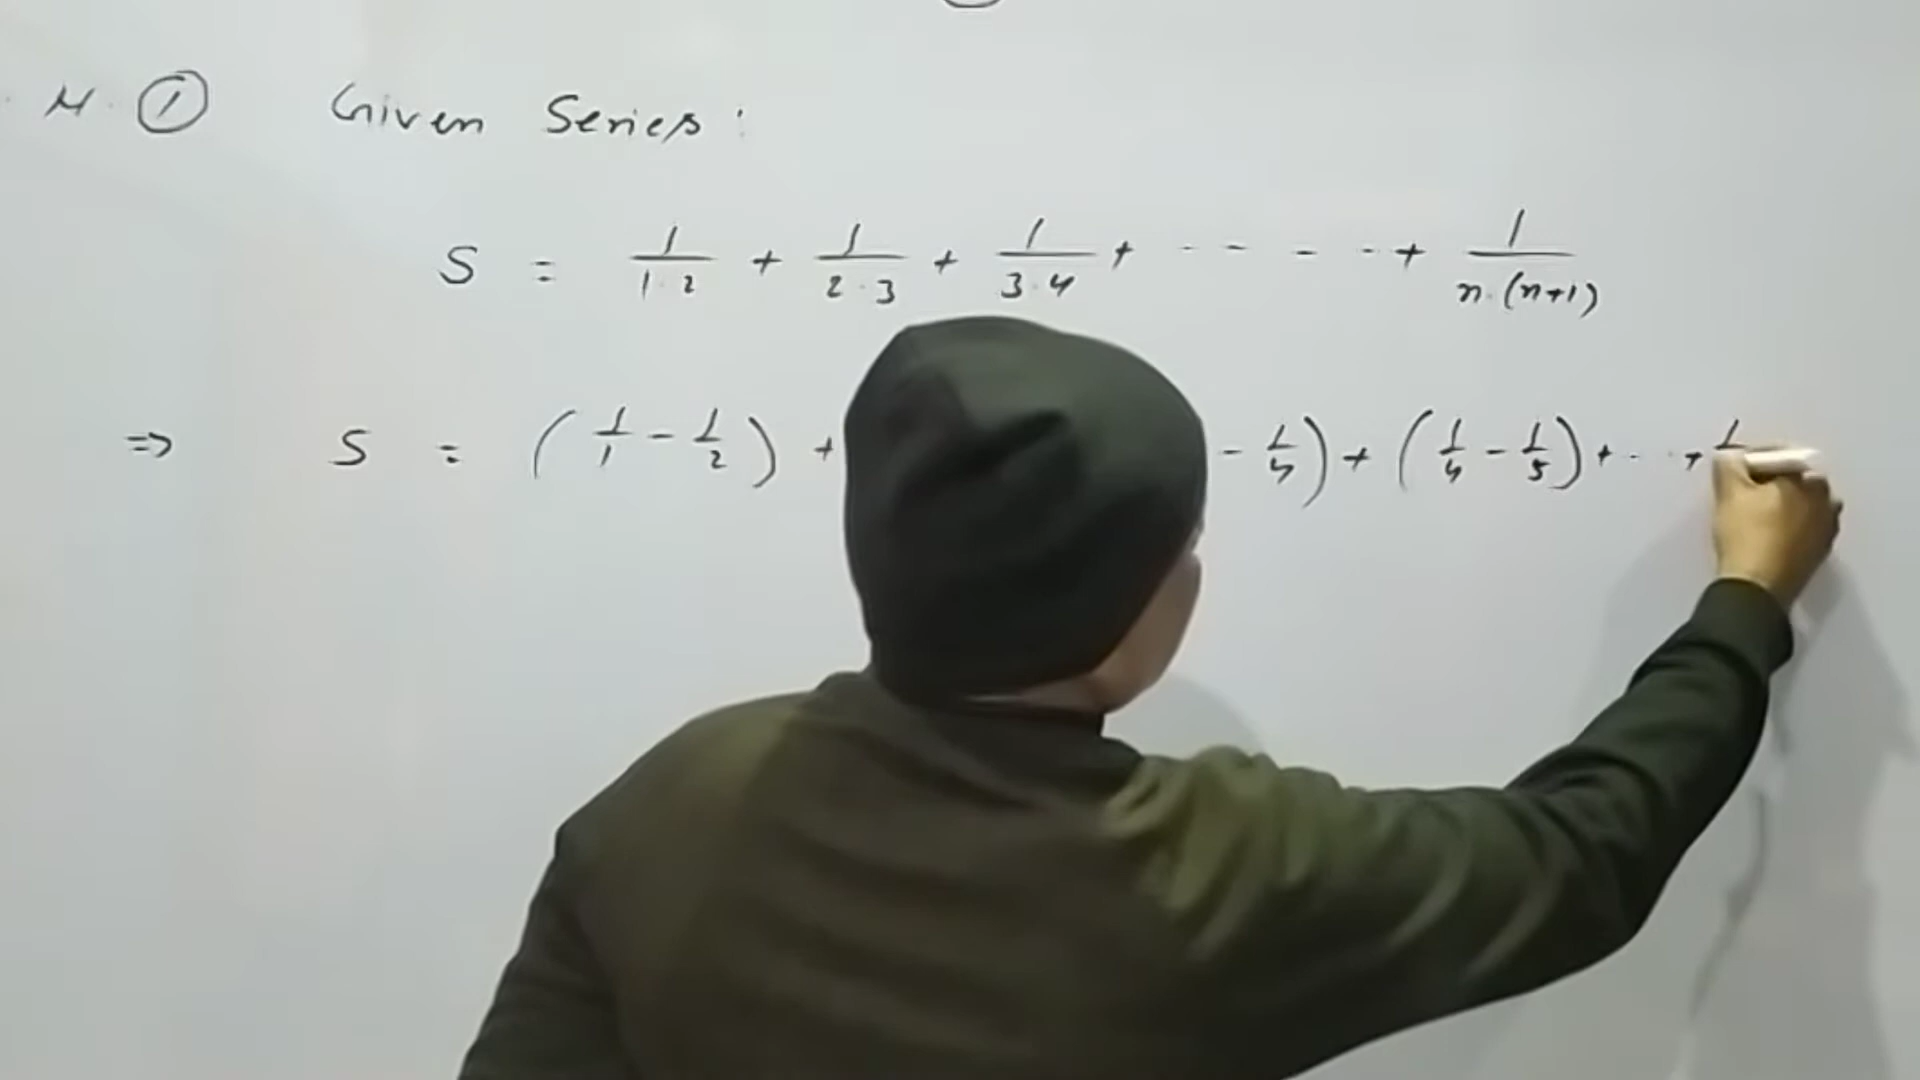 M. ① Given Series:
S = 1/1·2 + 1/2·3 + 1/3·4 + - - - - + 1/n·(n+1)
⇒ S = (1/1 - 1/2) + - 1/4) + (1/4 - 1/5) + ... + 1